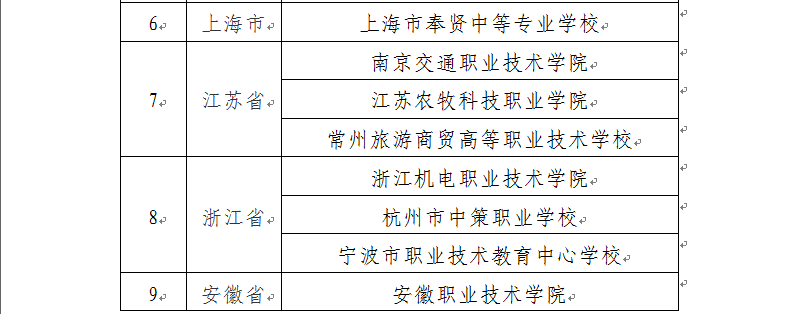 6 上海市 上海市奉贤中等专业学校
南京交通职业技术学院
7 江苏省 江苏农牧科技职业学院
常州旅游商贸高等职业技术学校
浙江机电职业技术学院
8 浙江省 杭州市中策职业学校
宁波市职业技术教育中心学校
9 安徽省 安徽职业技术学院